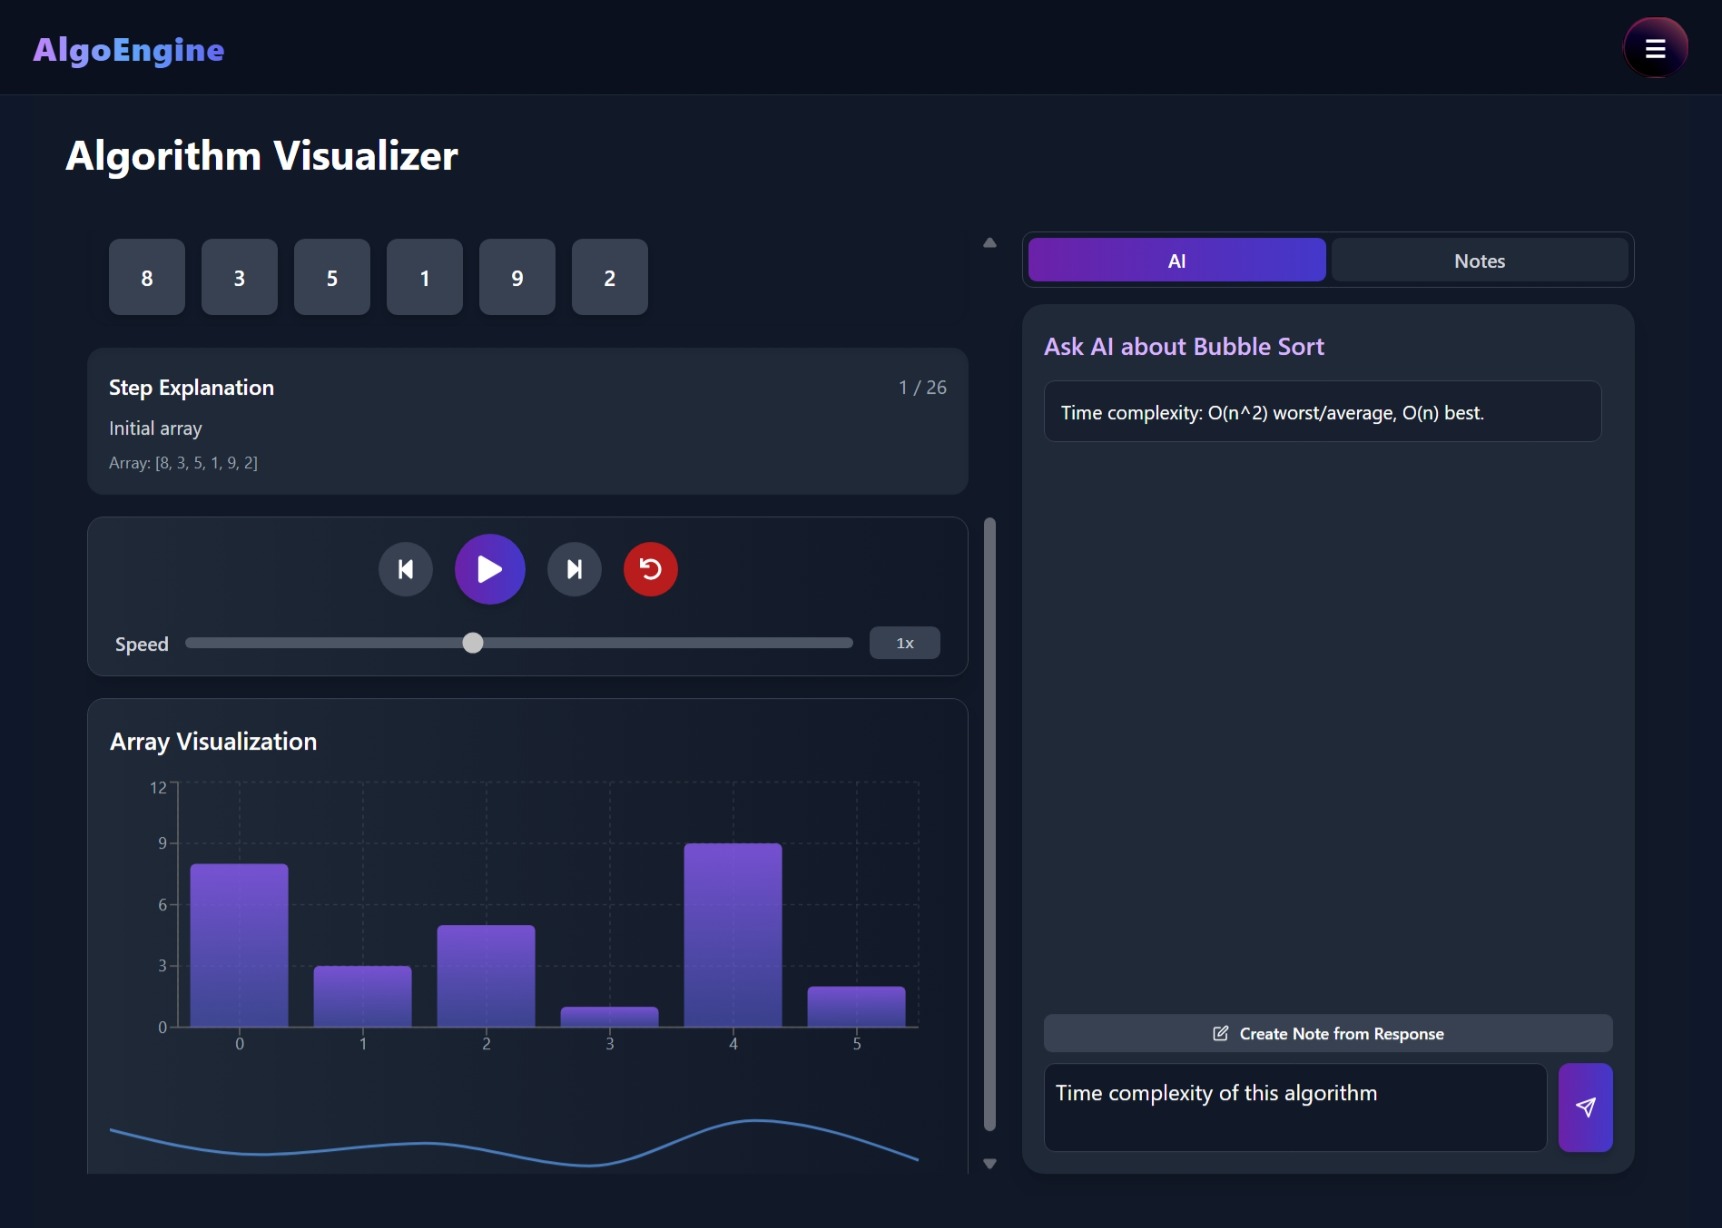 AlgoEngine
Algorithm Visualizer
8 3 5 1 9 2
Step Explanation 1 / 26
Initial array
Array: [8, 3, 5, 1, 9, 2]
Speed 1x
Array Visualization
12
9
6
3
0
0 1 2 3 4 5
AI Notes
Ask AI about Bubble Sort
Time complexity: O(n^2) worst/average, O(n) best.
Create Note from Response
Time complexity of this algorithm